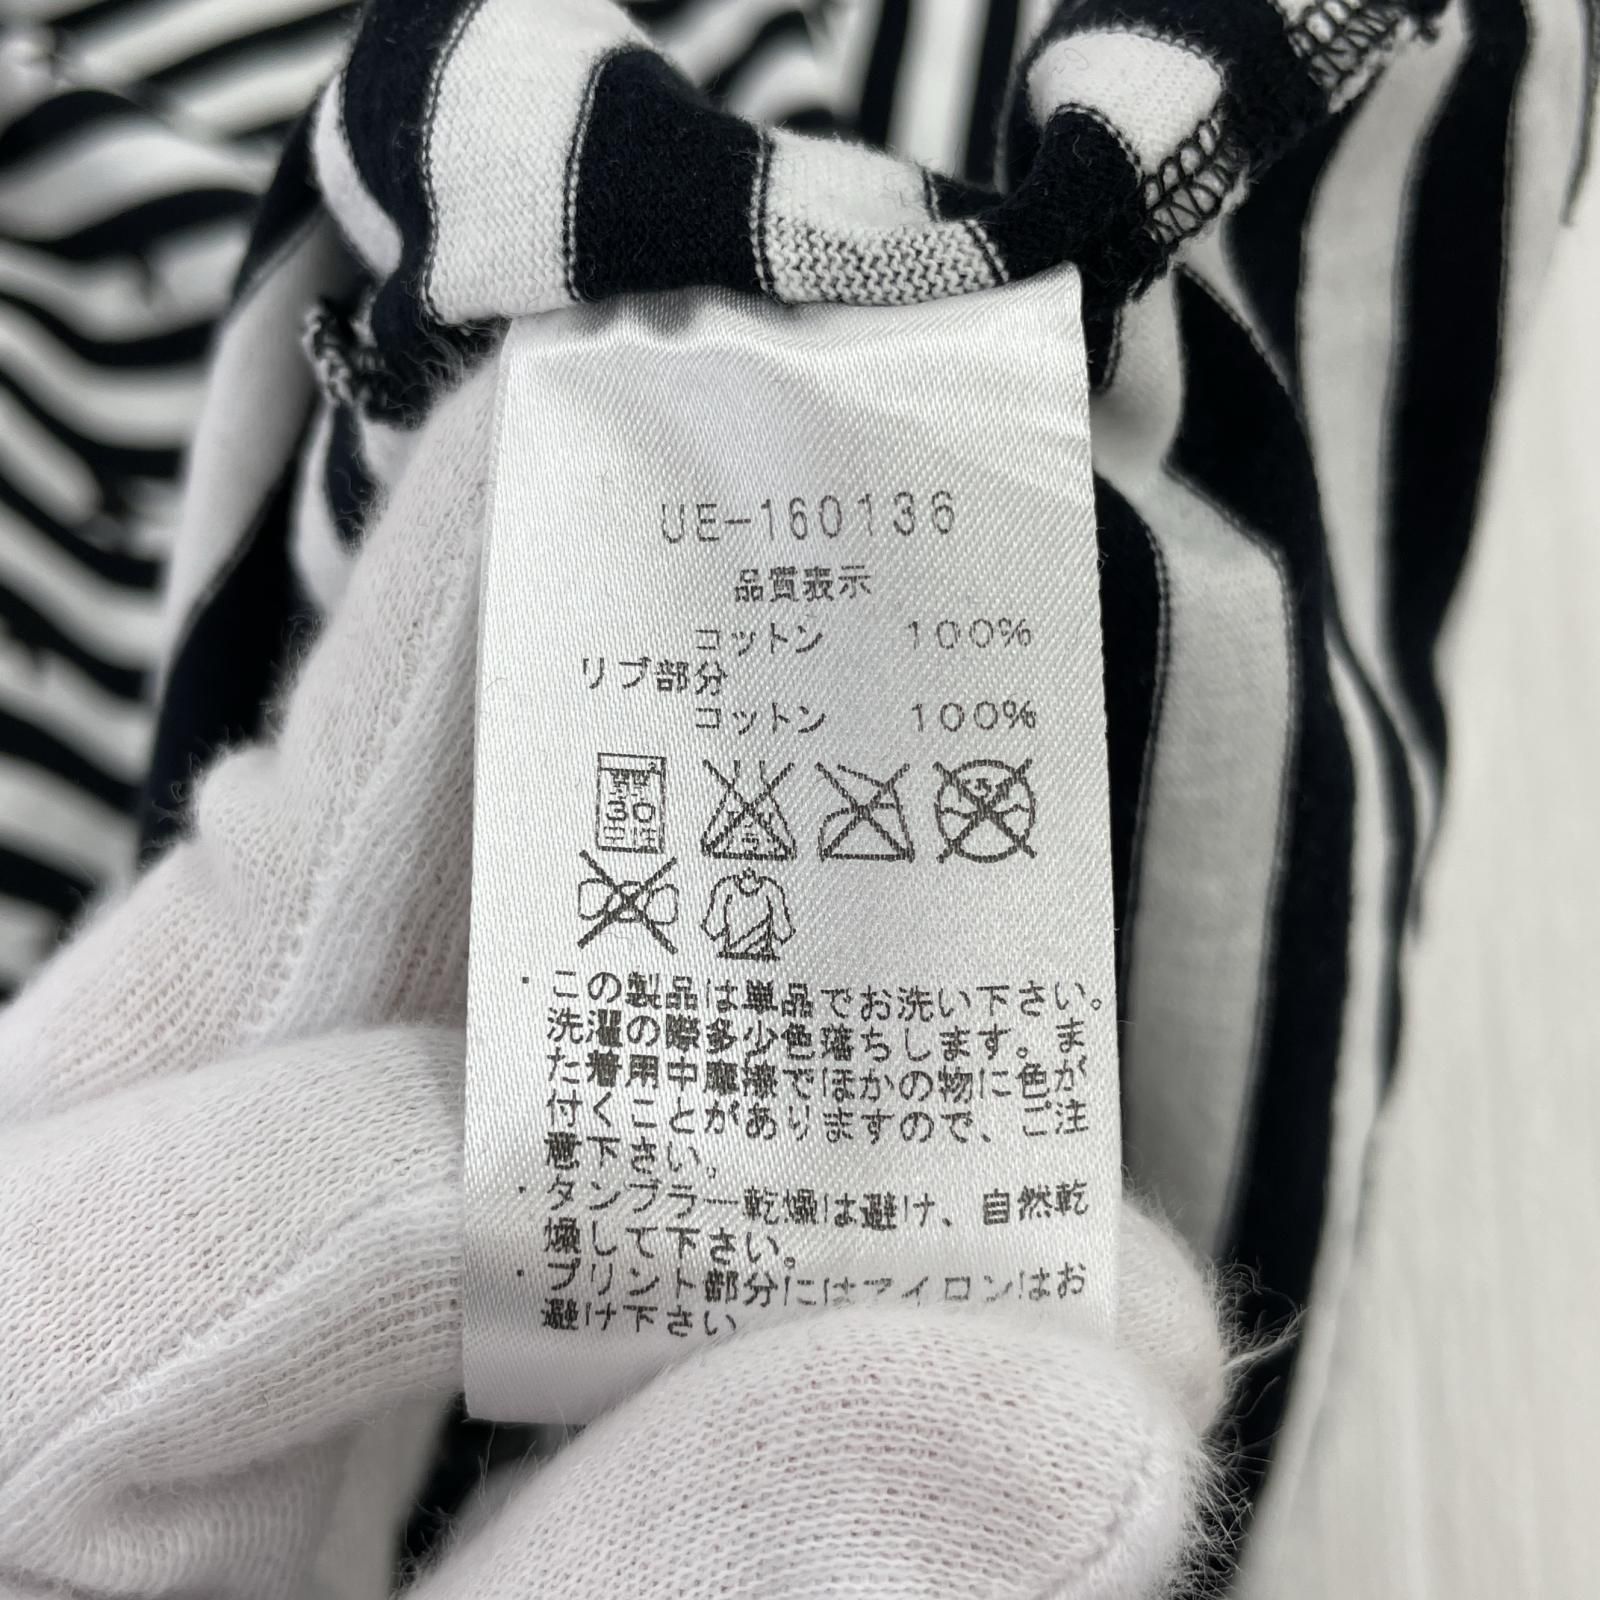 UE-160136
品質表示
コットン 100%
リブ部分
コットン 100%
30
・この製品は単品でお洗い下さい。
洗濯の際多少色落ちします。ま
た着用中摩擦でほかの物に色が
付くことがありますので、ご注
意下さい。
・タンブラー乾燥は避け、自然乾
燥して下さい。
・プリント部分にはアイロンはお
避け下さい